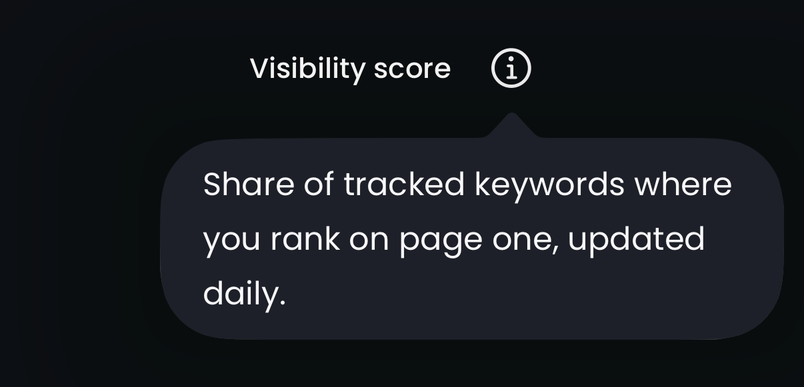 Visibility score
Share of tracked keywords where
you rank on page one, updated
daily.